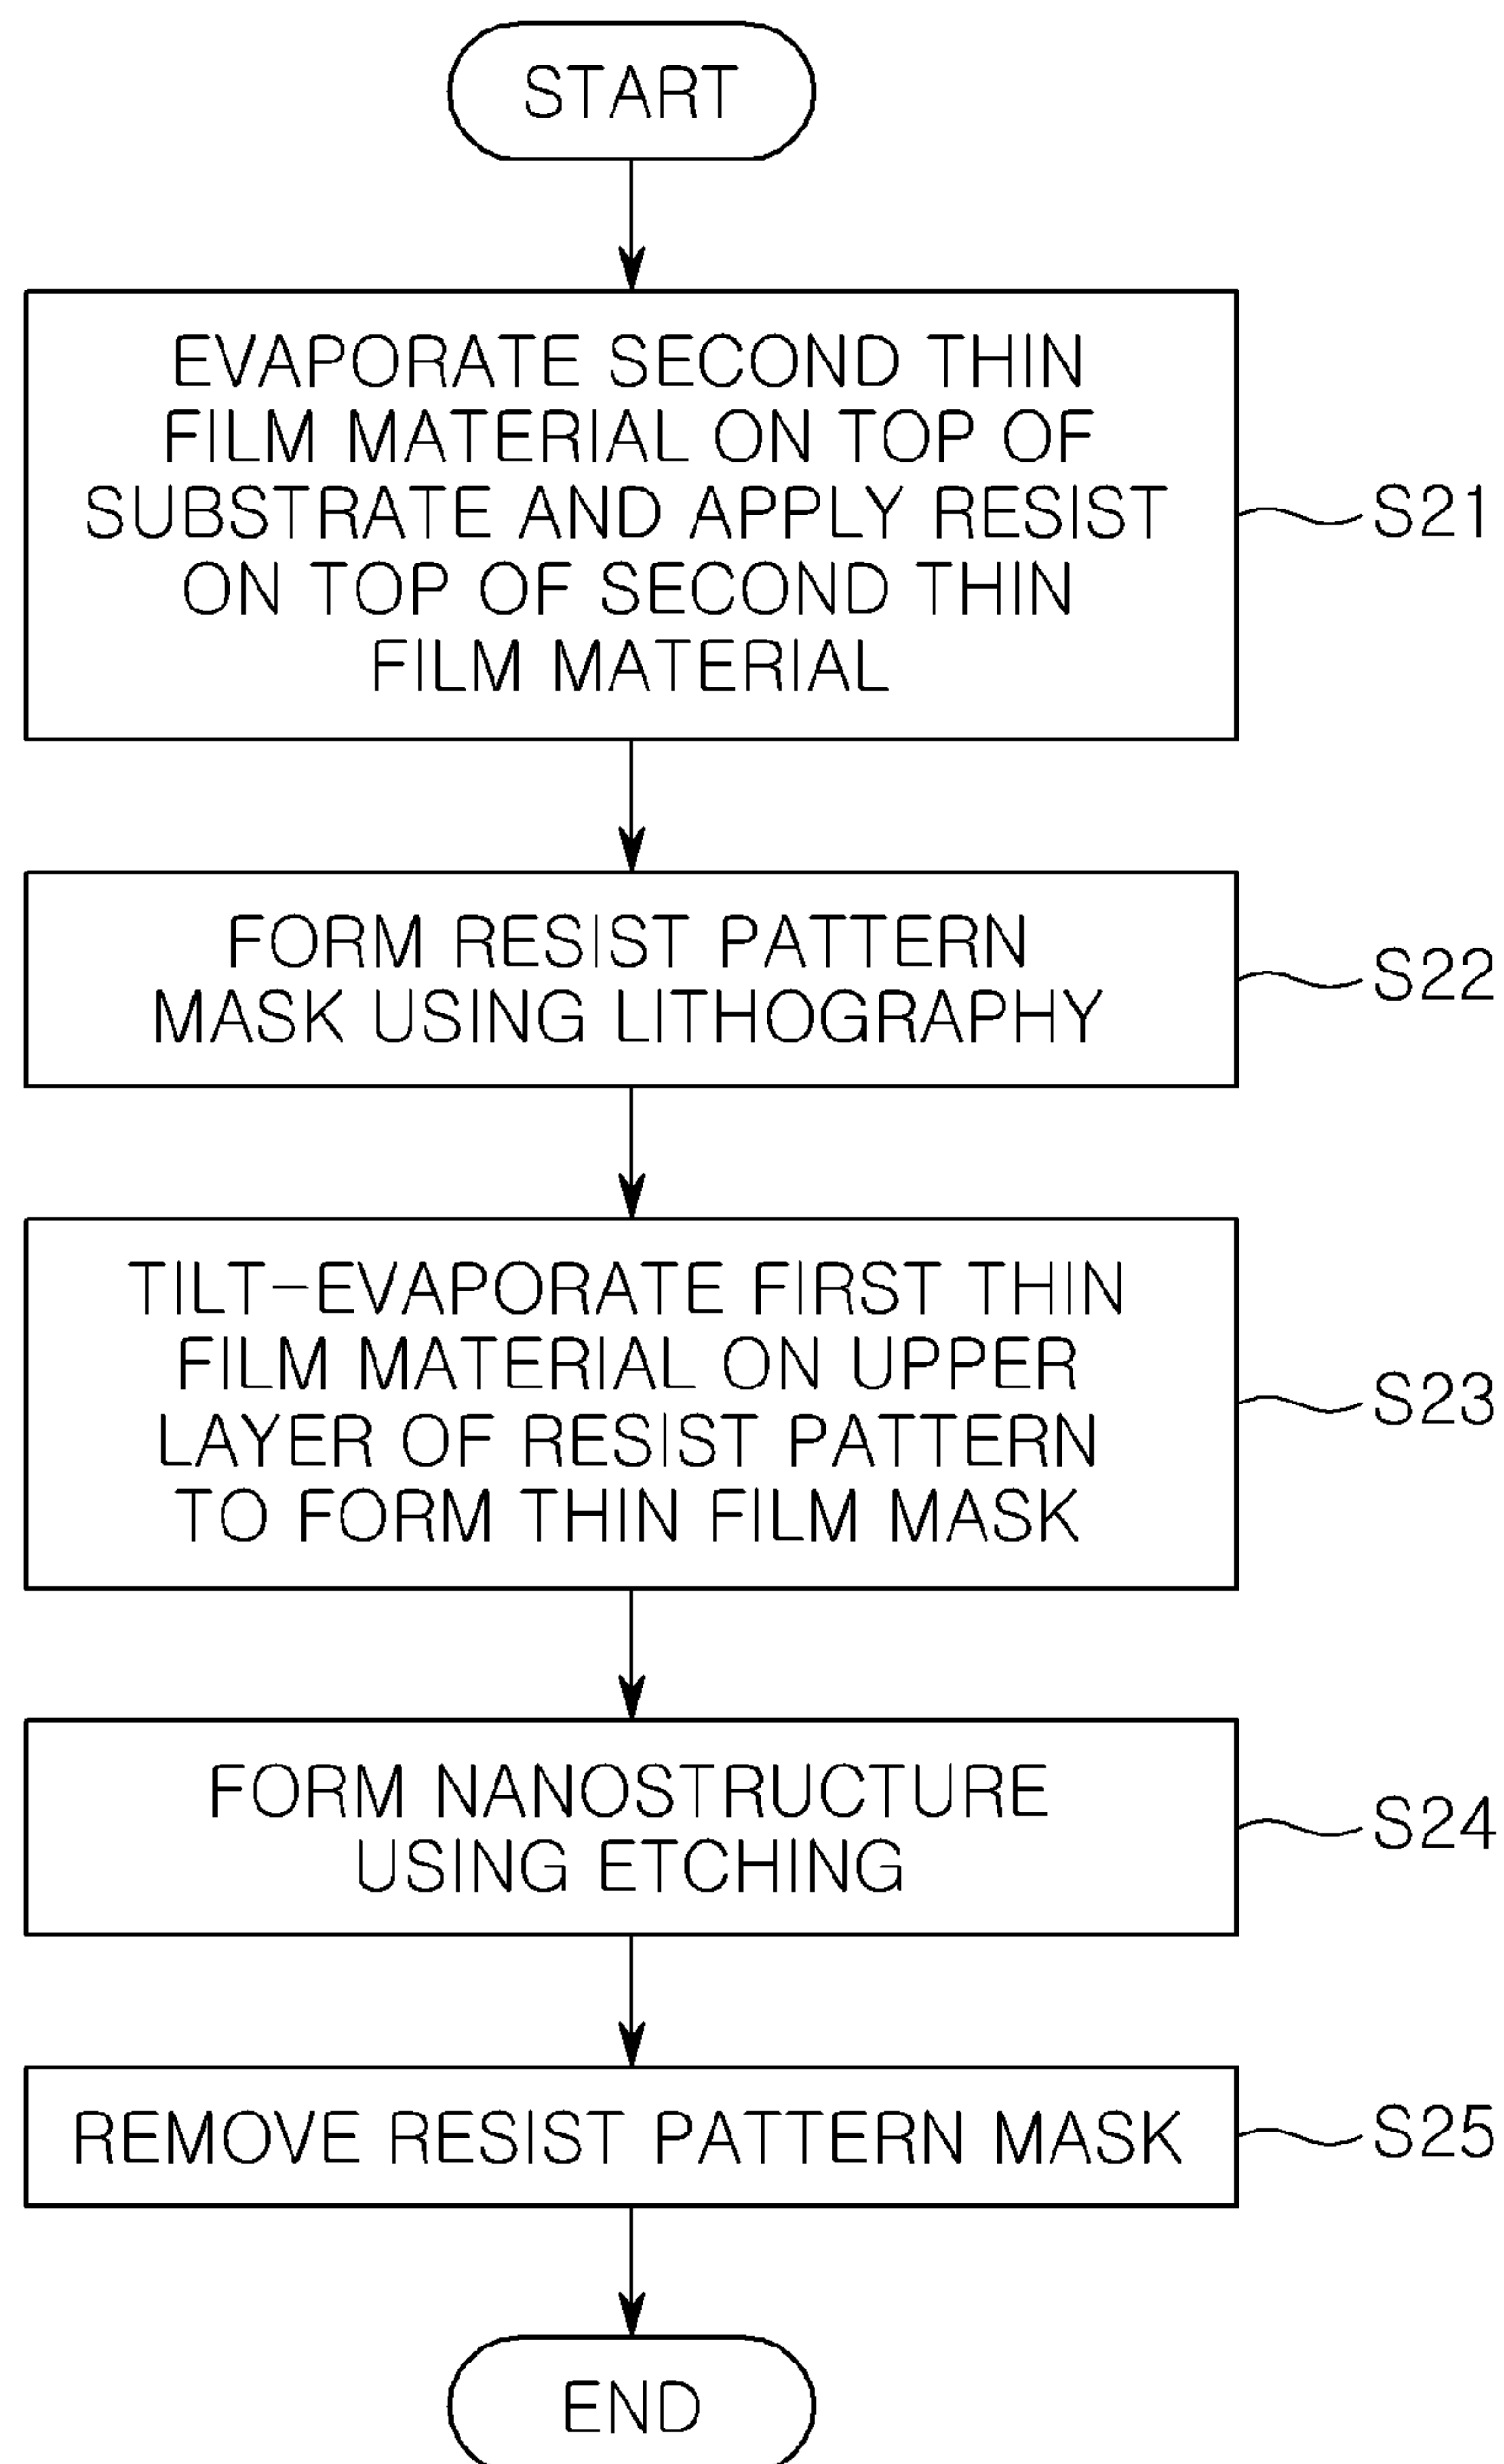 START
EVAPORATE SECOND THIN
FILM MATERIAL ON TOP OF
SUBSTRATE AND APPLY RESIST
ON TOP OF SECOND THIN
FILM MATERIAL
S21
FORM RESIST PATTERN
MASK USING LITHOGRAPHY
S22
TILT-EVAPORATE FIRST THIN
FILM MATERIAL ON UPPER
LAYER OF RESIST PATTERN
TO FORM THIN FILM MASK
S23
FORM NANOSTRUCTURE
USING ETCHING
S24
REMOVE RESIST PATTERN MASK
S25
END